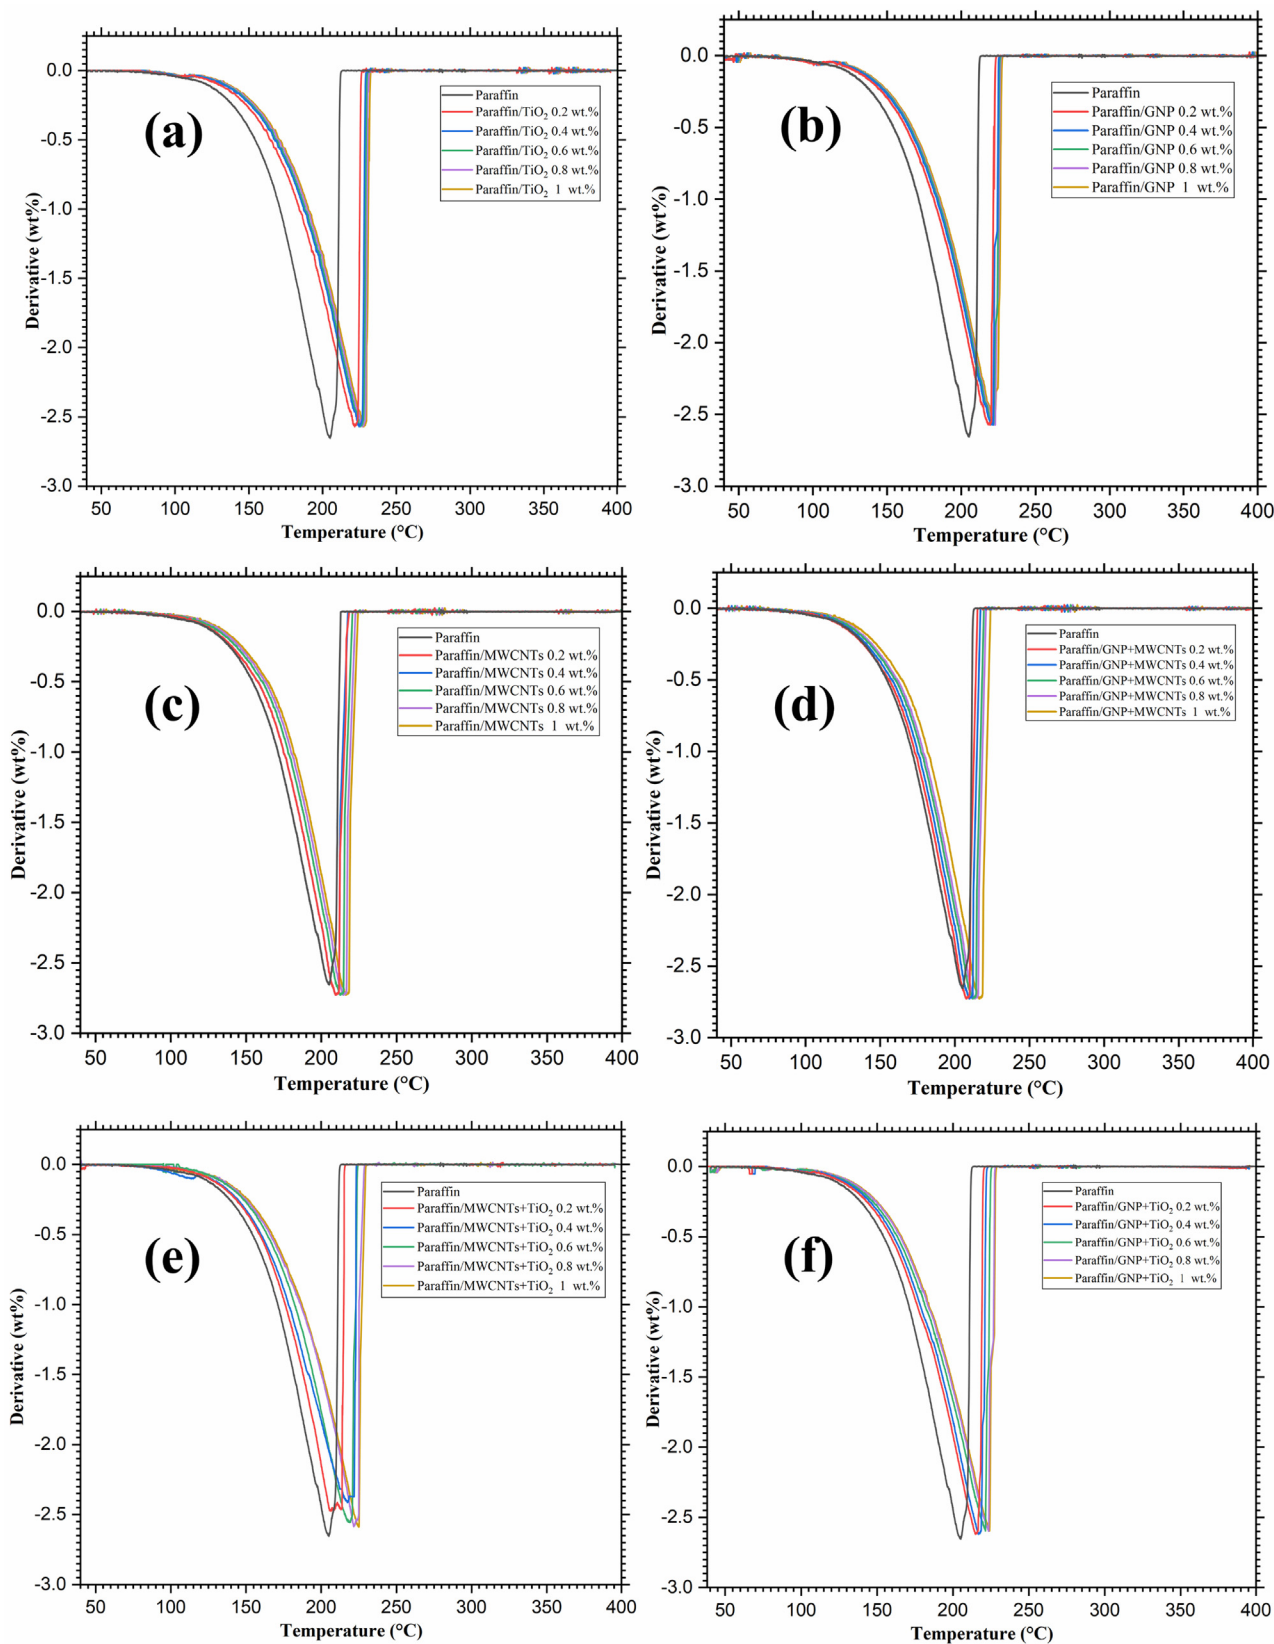 (a)
Derivative (wt%)
0.0
-0.5
-1.0
-1.5
-2.0
-2.5
-3.0
Paraffin
Paraffin/TiO2 0.2 wt.%
Paraffin/TiO2 0.4 wt.%
Paraffin/TiO2 0.6 wt.%
Paraffin/TiO2 0.8 wt.%
Paraffin/TiO2 1 wt.%
50 100 150 200 250 300 350 400
Temperature (°C)
(b)
Derivative (wt%)
0.0
-0.5
-1.0
-1.5
-2.0
-2.5
-3.0
Paraffin
Paraffin/GNP 0.2 wt.%
Paraffin/GNP 0.4 wt.%
Paraffin/GNP 0.6 wt.%
Paraffin/GNP 0.8 wt.%
Paraffin/GNP 1 wt.%
50 100 150 200 250 300 350 400
Temperature (°C)
(c)
Derivative (wt%)
0.0
-0.5
-1.0
-1.5
-2.0
-2.5
-3.0
Paraffin
Paraffin/MWCNTs 0.2 wt.%
Paraffin/MWCNTs 0.4 wt.%
Paraffin/MWCNTs 0.6 wt.%
Paraffin/MWCNTs 0.8 wt.%
Paraffin/MWCNTs 1 wt.%
50 100 150 200 250 300 350 400
Temperature (°C)
(d)
Derivative (wt%)
0.0
-0.5
-1.0
-1.5
-2.0
-2.5
-3.0
Paraffin
Paraffin/GNP+MWCNTs 0.2 wt.%
Paraffin/GNP+MWCNTs 0.4 wt.%
Paraffin/GNP+MWCNTs 0.6 wt.%
Paraffin/GNP+MWCNTs 0.8 wt.%
Paraffin/GNP+MWCNTs 1 wt.%
50 100 150 200 250 300 350 400
Temperature (°C)
(e)
Derivative (wt%)
0.0
-0.5
-1.0
-1.5
-2.0
-2.5
-3.0
Paraffin
Paraffin/MWCNTs+TiO2 0.2 wt.%
Paraffin/MWCNTs+TiO2 0.4 wt.%
Paraffin/MWCNTs+TiO2 0.6 wt.%
Paraffin/MWCNTs+TiO2 0.8 wt.%
Paraffin/MWCNTs+TiO2 1 wt.%
50 100 150 200 250 300 350 400
Temperature (°C)
(f)
Derivative (wt%)
0.0
-0.5
-1.0
-1.5
-2.0
-2.5
-3.0
Paraffin
Paraffin/GNP+TiO2 0.2 wt.%
Paraffin/GNP+TiO2 0.4 wt.%
Paraffin/GNP+TiO2 0.6 wt.%
Paraffin/GNP+TiO2 0.8 wt.%
Paraffin/GNP+TiO2 1 wt.%
50 100 150 200 250 300 350 400
Temperature (°C)